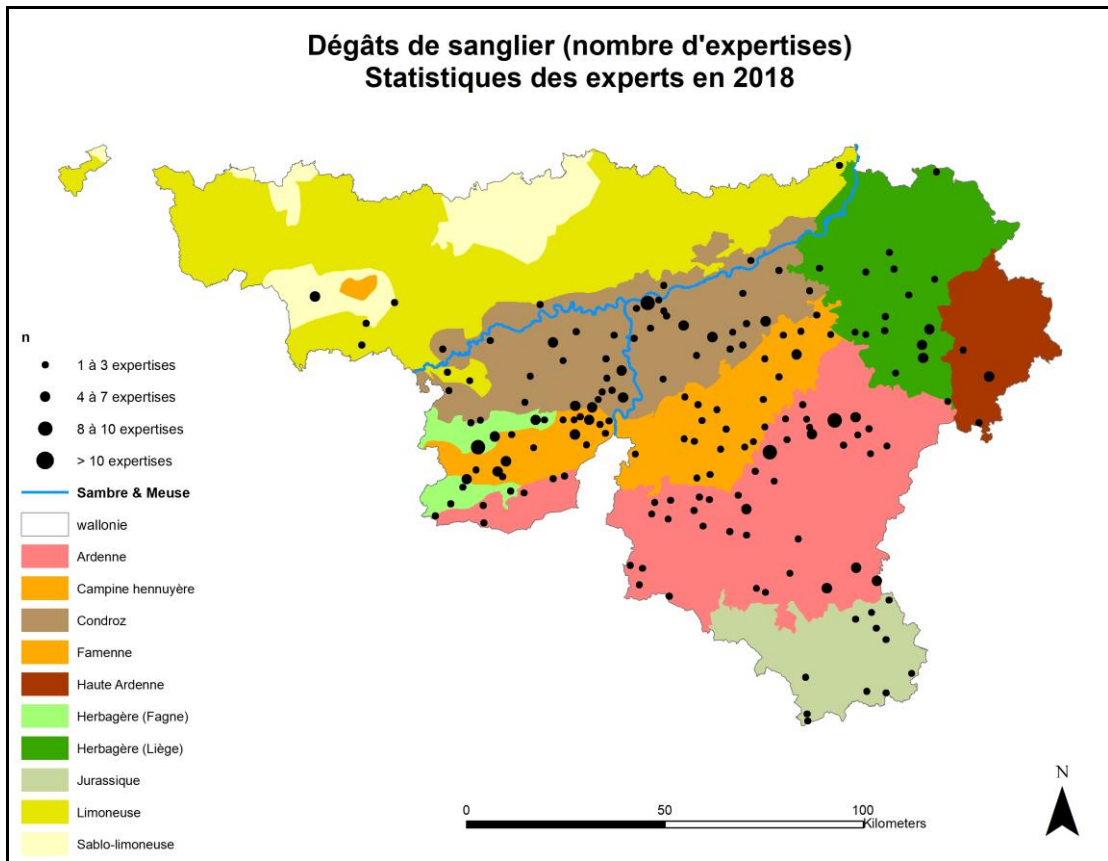 Dégâts de sanglier (nombre d'expertises)
Statistiques des experts en 2018
n
1 à 3 expertises
4 à 7 expertises
8 à 10 expertises
> 10 expertises
Sambre & Meuse
wallonie
Ardenne
Campine hennuyère
Condroz
Famenne
Haute Ardenne
Herbagère (Fagne)
Herbagère (Liège)
Jurassique
Limoneuse
Sablo-limoneuse
0 50 100
Kilometers
N